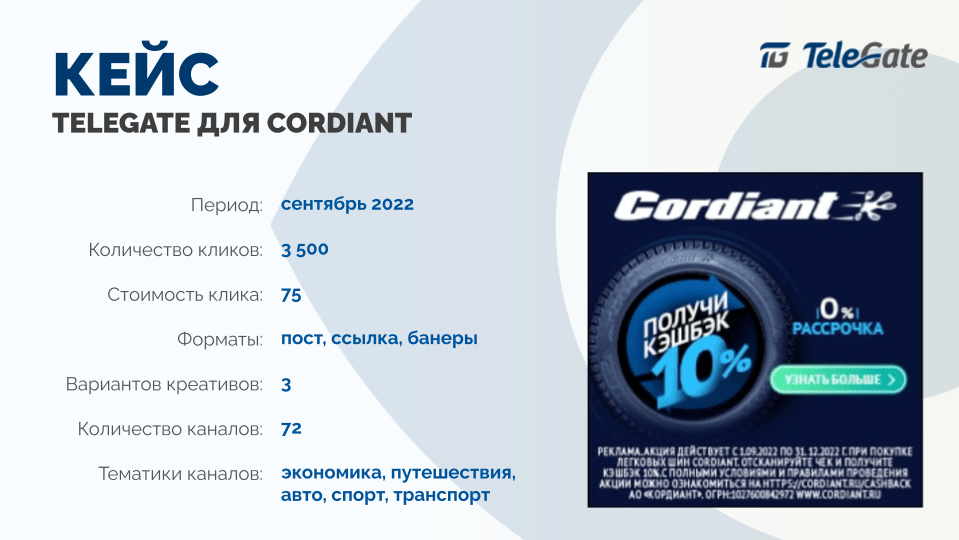 КЕЙС
TELEGATE ДЛЯ CORDIANT
TG TeleGate
Период: сентябрь 2022
Количество кликов: 3 500
Стоимость клика: 75
Форматы: пост, ссылка, банеры
Вариантов креативов: 3
Количество каналов: 72
Тематики каналов: экономика, путешествия,
авто, спорт, транспорт
Cordiant
ПОЛУЧИ
КЭШБЭК
10%
0%
РАССРОЧКА
УЗНАТЬ БОЛЬШЕ
РЕКЛАМА. АКЦИЯ ДЕЙСТВУЕТ С 1.09.2022 ПО 31.12.2022 Г. ПРИ ПОКУПКЕ
ЛЕГКОВЫХ ШИН CORDIANT. ОТСКАНИРУЙТЕ ЧЕК И ПОЛУЧИТЕ
КЭШБЭК 10%. С ПОЛНЫМИ УСЛОВИЯМИ И ПРАВИЛАМИ ПРОВЕДЕНИЯ
АКЦИИ МОЖНО ОЗНАКОМИТЬСЯ НА HTTPS://CORDIANT.RU/CASHBACK
АО «КОРДИАНТ». ОГРН:1027600842972 WWW.CORDIANT.RU